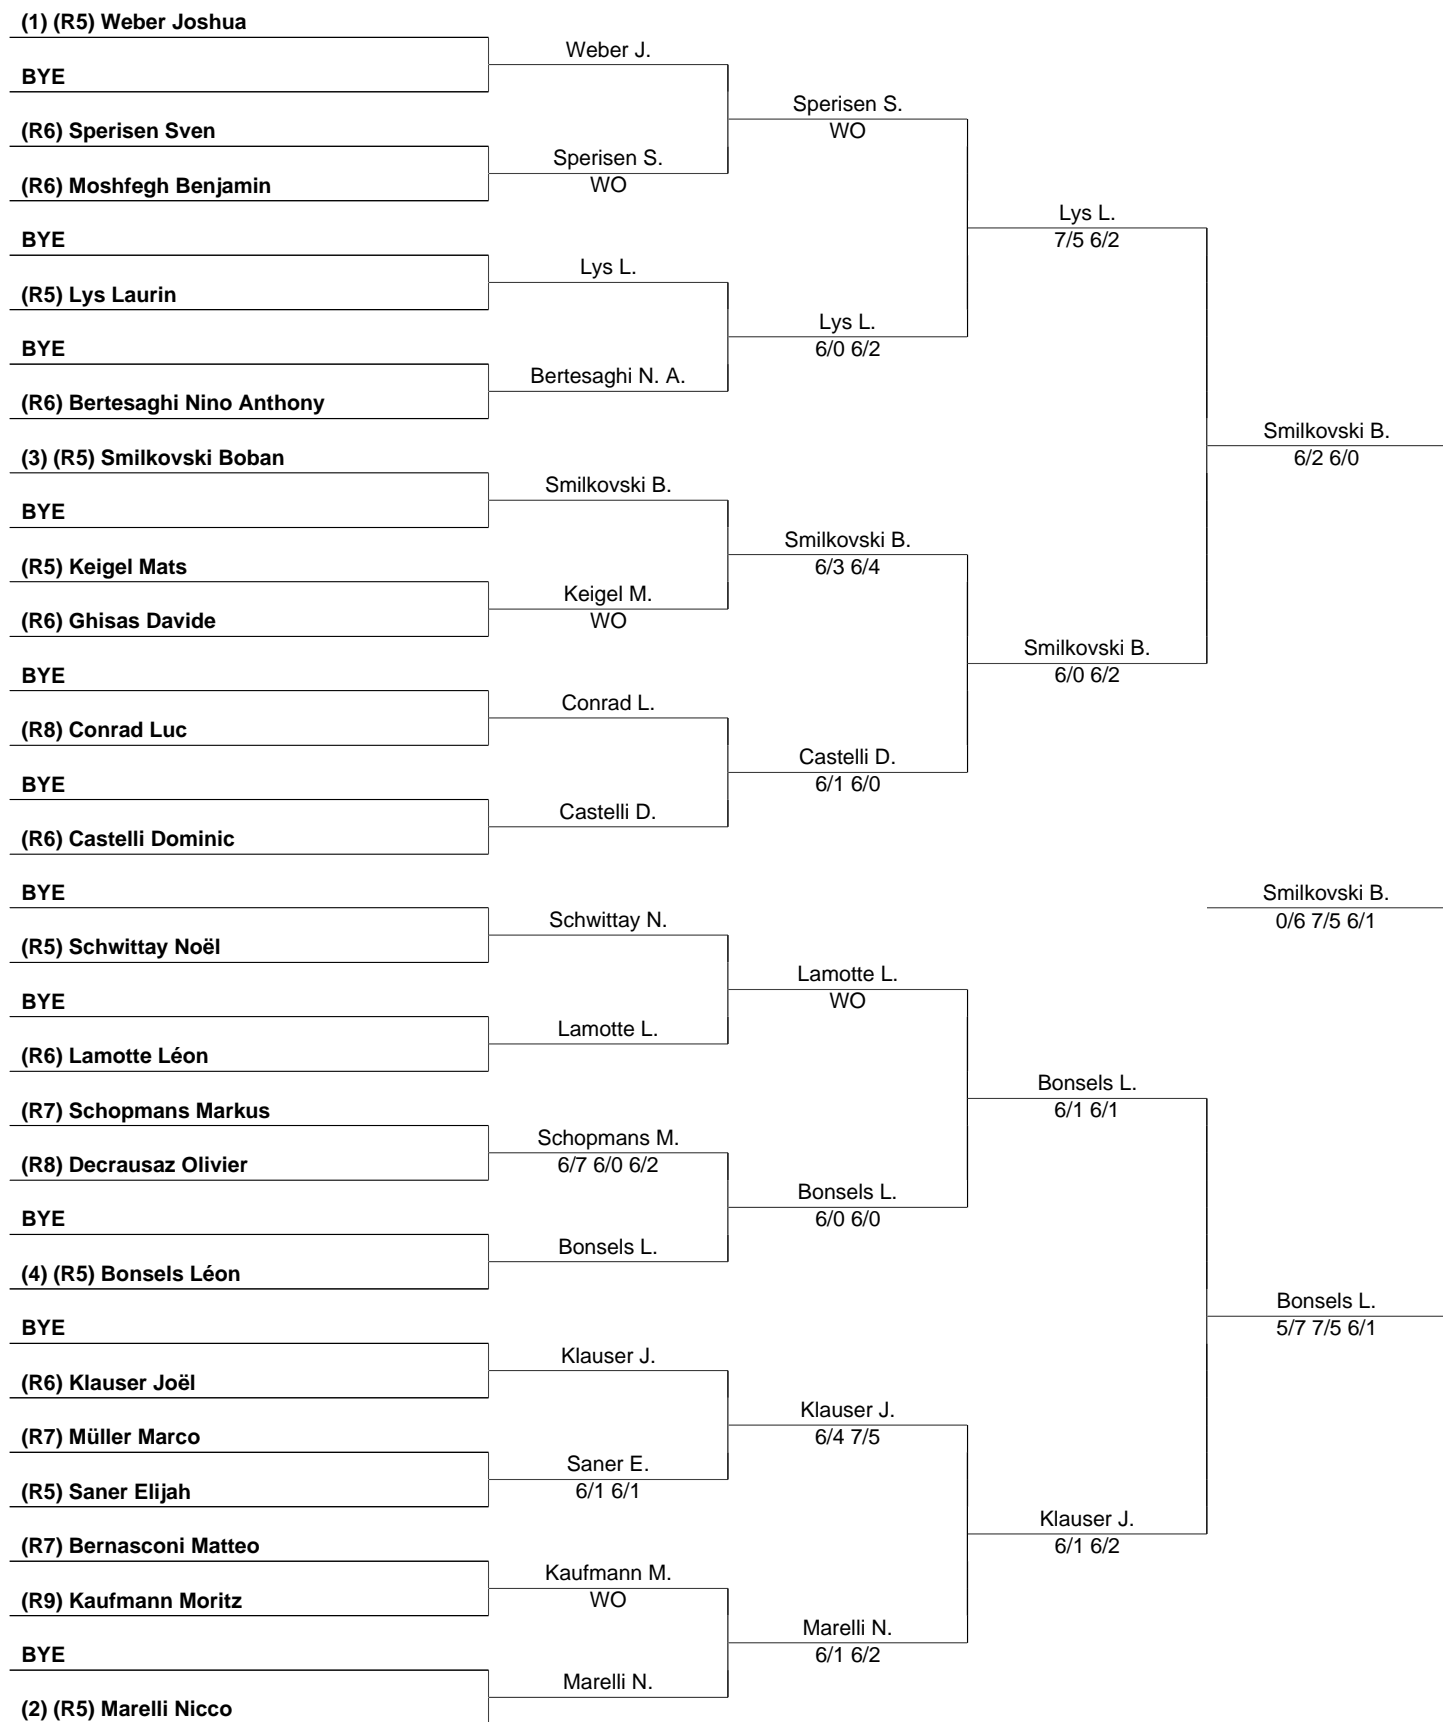 (1) (R5) Weber Joshua
BYE
(R6) Sperisen Sven
(R6) Moshfegh Benjamin
BYE
(R5) Lys Laurin
BYE
(R6) Bertesaghi Nino Anthony
(3) (R5) Smilkovski Boban
BYE
(R5) Keigel Mats
(R6) Ghisas Davide
BYE
(R8) Conrad Luc
BYE
(R6) Castelli Dominic
BYE
(R5) Schwittay Noël
BYE
(R6) Lamotte Léon
(R7) Schopmans Markus
(R8) Decrausaz Olivier
BYE
(4) (R5) Bonsels Léon
BYE
(R6) Klauser Joël
(R7) Müller Marco
(R5) Saner Elijah
(R7) Bernasconi Matteo
(R9) Kaufmann Moritz
BYE
(2) (R5) Marelli Nicco
Weber J.
Sperisen S.
WO
Lys L.
Bertesaghi N. A.
Smilkovski B.
Keigel M.
WO
Conrad L.
Castelli D.
Schwittay N.
Lamotte L.
Schopmans M.
6/7 6/0 6/2
Bonsels L.
Klauser J.
Saner E.
6/1 6/1
Kaufmann M.
WO
Marelli N.
Sperisen S.
WO
Lys L.
6/0 6/2
Smilkovski B.
6/3 6/4
Castelli D.
6/1 6/0
Lamotte L.
WO
Bonsels L.
6/0 6/0
Klauser J.
6/4 7/5
Marelli N.
6/1 6/2
Lys L.
7/5 6/2
Smilkovski B.
6/0 6/2
Bonsels L.
6/1 6/1
Klauser J.
6/1 6/2
Smilkovski B.
6/2 6/0
Smilkovski B.
0/6 7/5 6/1
Bonsels L.
5/7 7/5 6/1